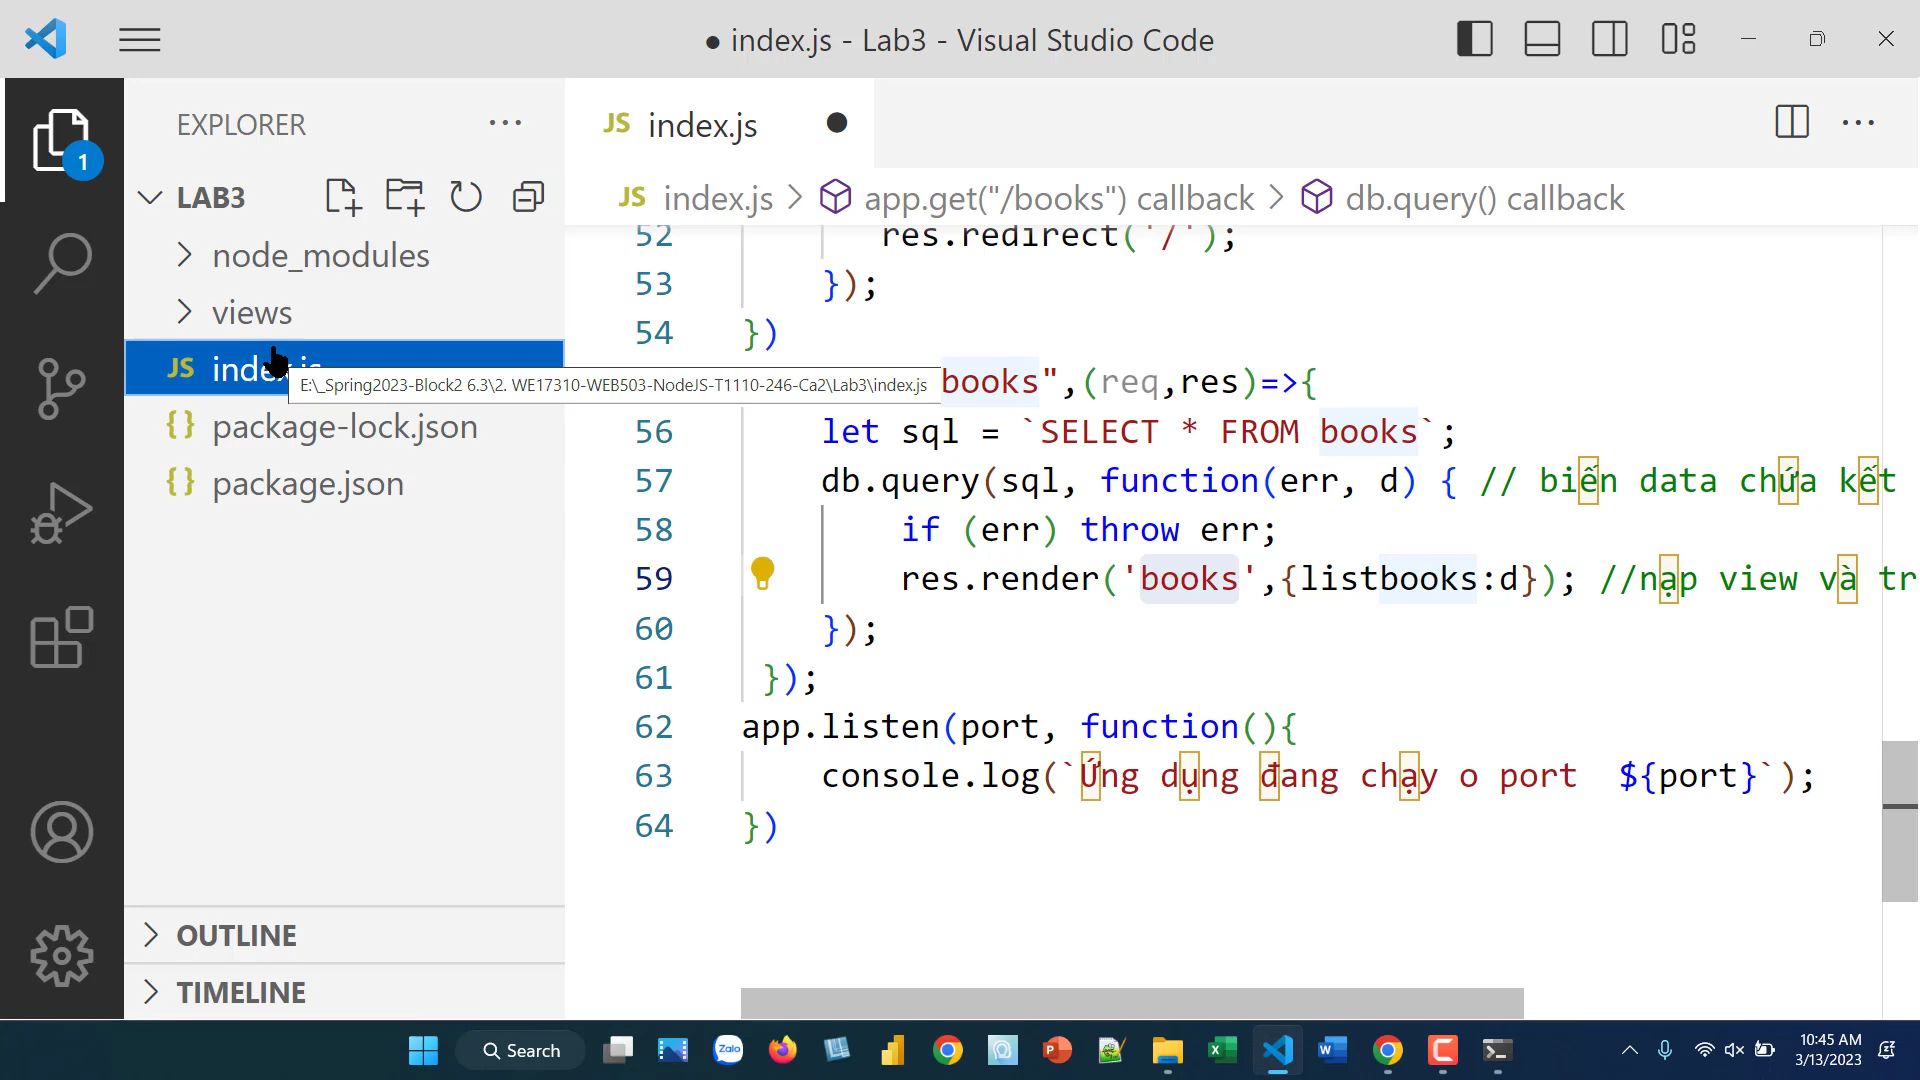 ● index.js - Lab3 - Visual Studio Code
EXPLORER
1
LAB3
node_modules
views
JS index.js
{} package-lock.json
{} package.json
OUTLINE
TIMELINE
JS index.js
JS index.js > app.get("/books") callback > db.query() callback
52 res.redirect('/');
53 });
54 })
E:\_Spring2023-Block2 6.3\2. WE17310-WEB503-NodeJS-T1110-246-Ca2\Lab3\index.js
books",(req,res)=>{
56 let sql = `SELECT * FROM books`;
57 db.query(sql, function(err, d) { // biến data chứa kết
58 if (err) throw err;
59 res.render('books',{listbooks:d}); //nạp view và tr
60 });
61 });
62 app.listen(port, function(){
63 console.log(`Ứng dụng đang chạy o port ${port}`);
64 })
Search
Zalo
10:45 AM
3/13/2023